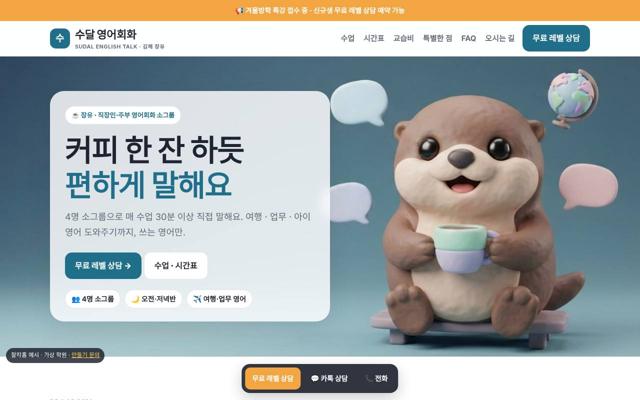 📢 겨울방학 특강 접수 중 · 신규생 무료 레벨 상담 예약 가능
수
수달 영어회화
SUDAL ENGLISH TALK · 김해 장유
수업 시간표 교습비 특별한 점 FAQ 오시는 길 무료 레벨 상담
☕ 장유 · 직장인·주부 영어회화 소그룹
커피 한 잔 하듯
편하게 말해요
4명 소그룹으로 매 수업 30분 이상 직접 말해요. 여행 · 업무 · 아이
영어 도와주기까지, 쓰는 영어만.
무료 레벨 상담 → 수업 · 시간표
👥 4명 소그룹 🌙 오전·저녁반 ✈️ 여행·업무 영어
잘치홈 예시 · 가상 학원 · 만들기 문의
무료 레벨 상담 💬 카톡 상담 📞 전화